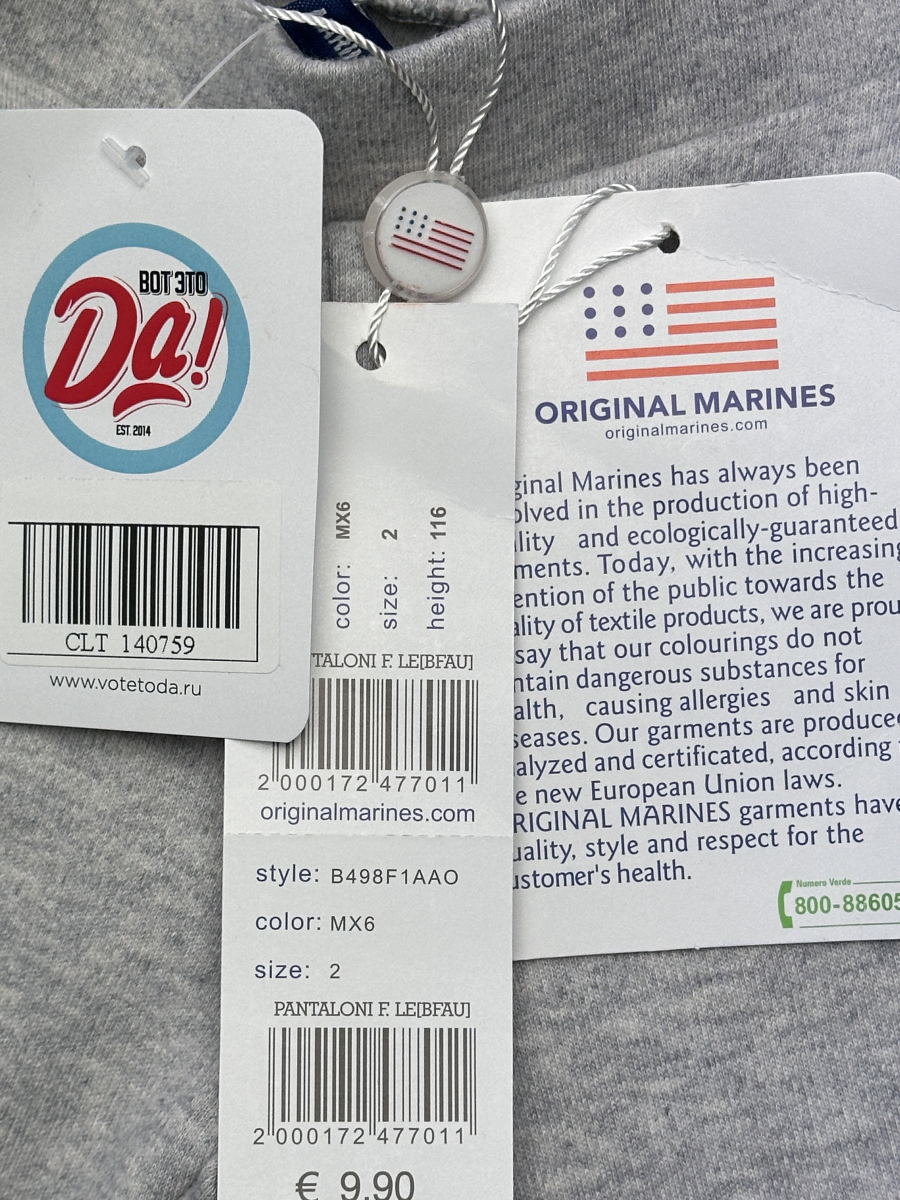 MARIN
ВОТ ЭТО
Da!
EST. 2014
CLT 140759
www.votetoda.ru
color: MX6
size: 2
height: 116
TALONI F. LE[BFAU]
2 000172 477011
originalmarines.com
style: B498F1AAO
color: MX6
size: 2
PANTALONI F. LE[BFAU]
2 000172 477011
€ 9,90
ORIGINAL MARINES
originalmarines.com
ginal Marines has always been
olved in the production of high-
lity and ecologically-guaranteed
ments. Today, with the increasing
ention of the public towards the
ality of textile products, we are prou
say that our colourings do not
ntain dangerous substances for
alth, causing allergies and skin
seases. Our garments are produced
alyzed and certificated, according
e new European Union laws.
RIGINAL MARINES garments have
uality, style and respect for the
ustomer's health.
Numero Verde
800-88605